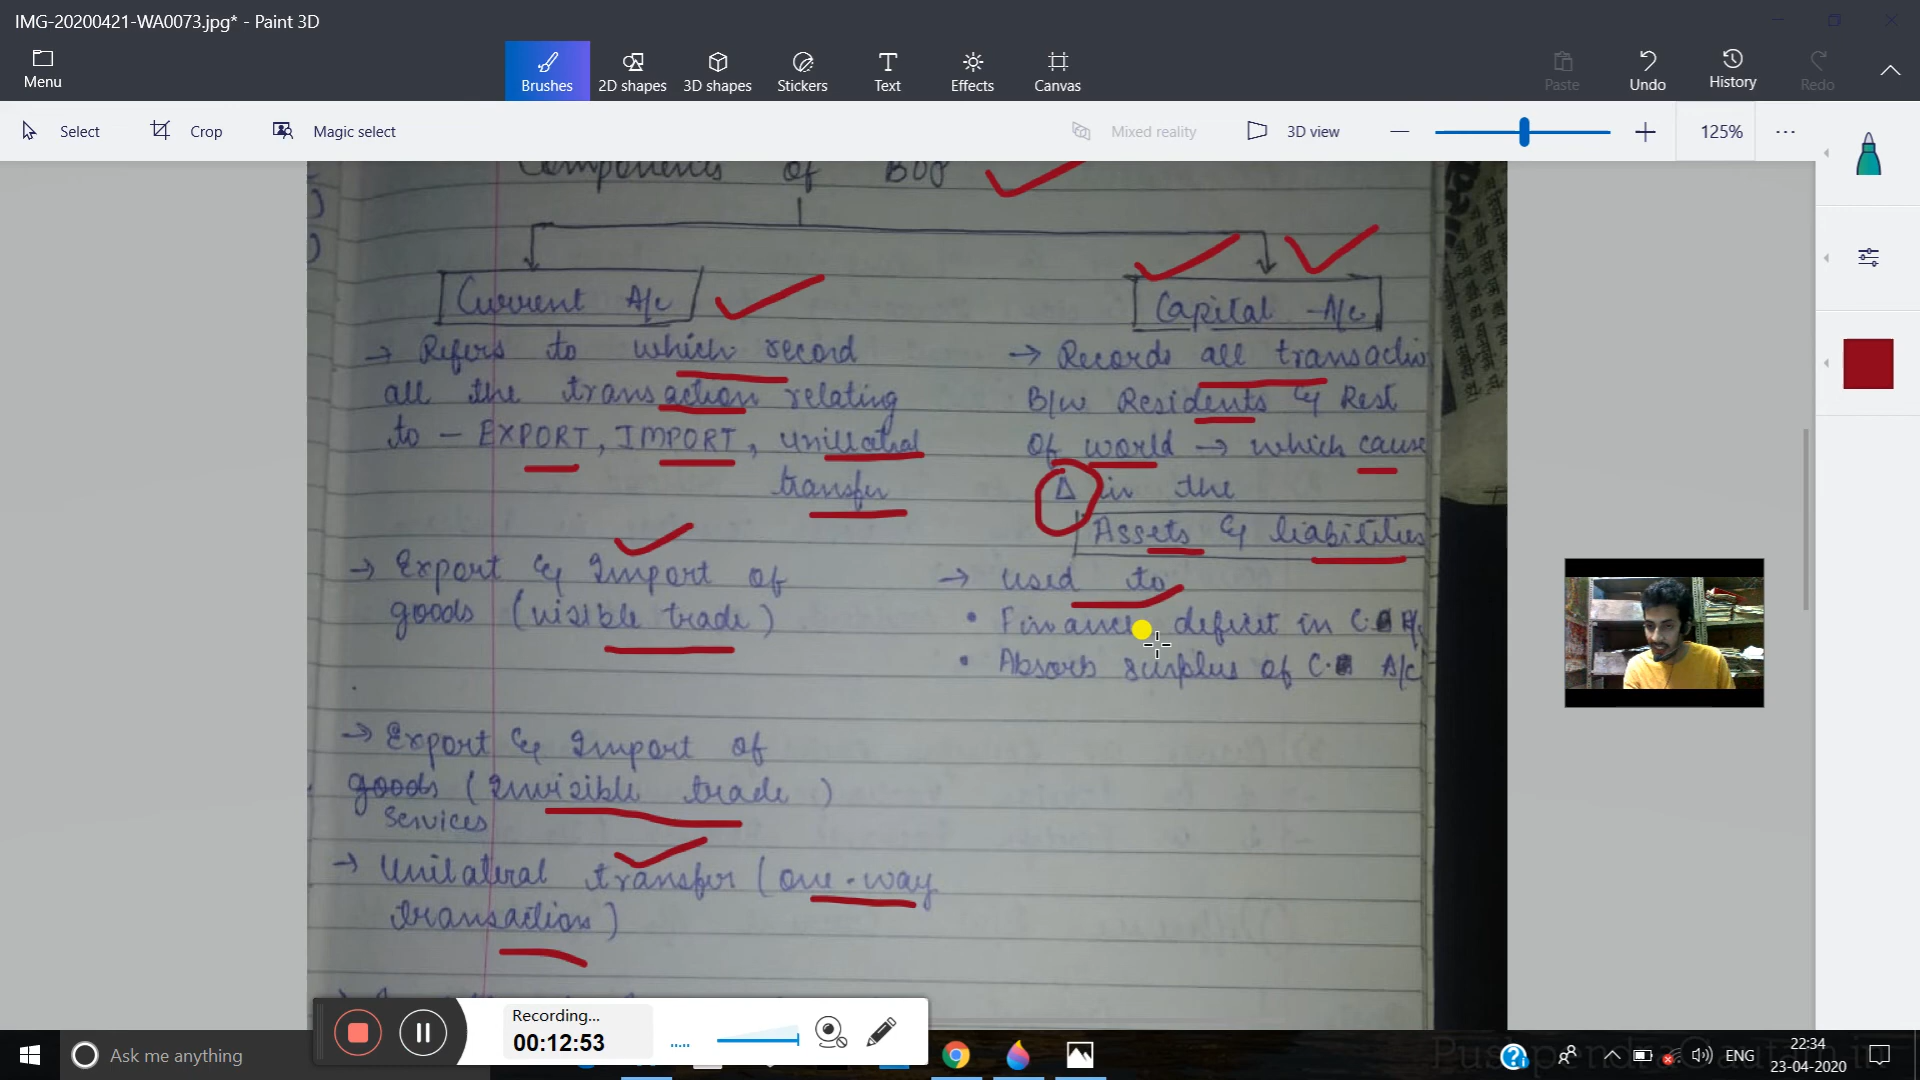 IMG-20200421-WA0073.jpg* - Paint 3D
Menu
Brushes
2D shapes
3D shapes
Stickers
Text
Effects
Canvas
Paste
Undo
History
Redo
Select
Crop
Magic select
Mixed reality
3D view
125%
Components of BOP
Current A/c
→ Refers to which record
all the transaction relating
to - EXPORT, IMPORT, unillatral
transfer
→ Export & Import of
goods (visible trade)
→ Export & Import of
goods (Invisible trade)
Services
→ Unilateral transfer (one-way
transaction)
Capital A/c
→ Records all transactio
B/w Residents & Rest
of world → which cause
Δ in the
Assets & liabilities
→ used to
• Finance deficit in C. A/c
• Absorb surplus of C. A/c
Recording...
00:12:53
Ask me anything
ENG
22:34
23-04-2020